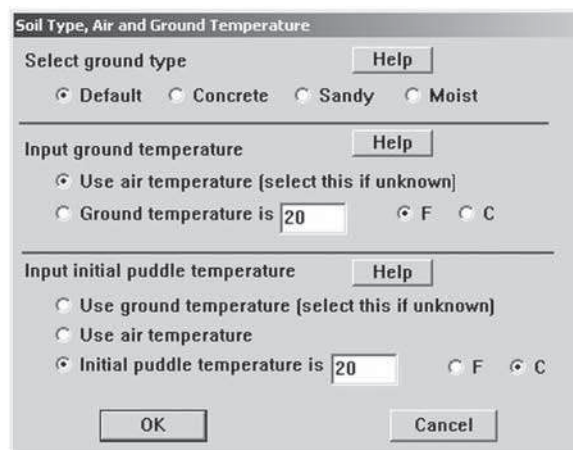 Soil Type, Air and Ground Temperature
Select ground type Help
Default Concrete Sandy Moist
Input ground temperature Help
Use air temperature (select this if unknown)
Ground temperature is 20 F C
Input initial puddle temperature Help
Use ground temperature (select this if unknown)
Use air temperature
Initial puddle temperature is 20 F C
OK Cancel